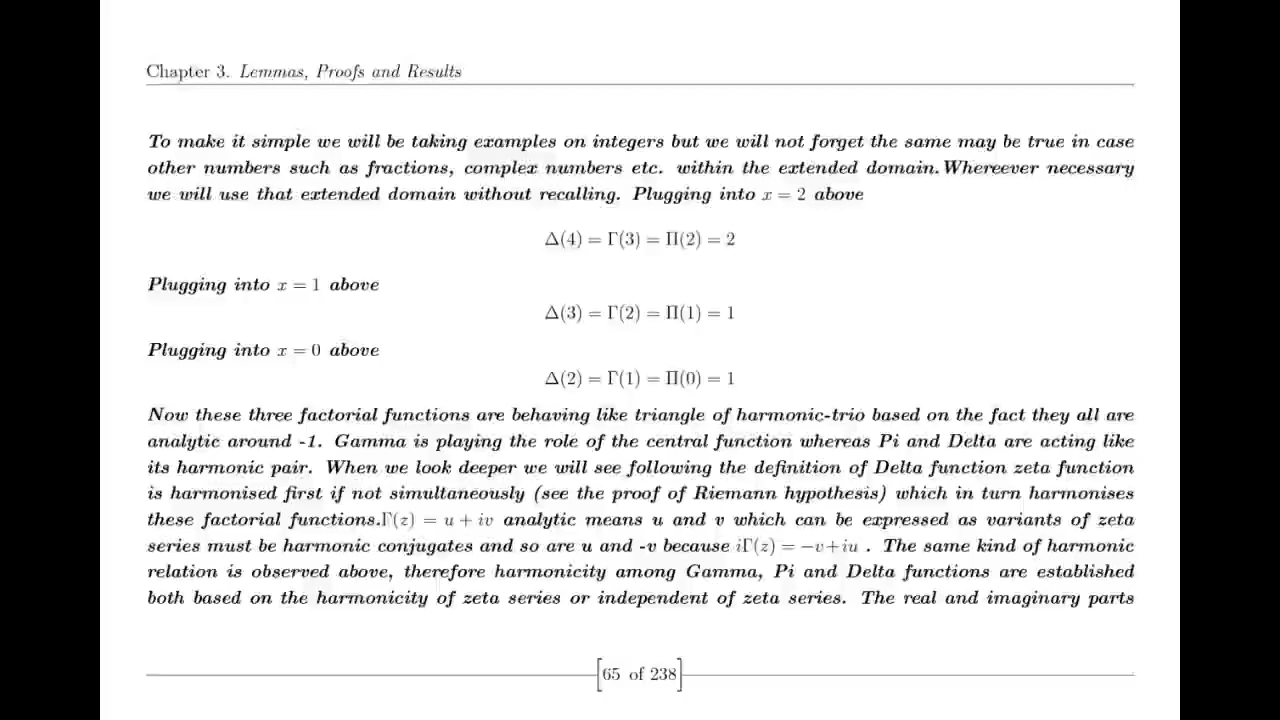 Chapter 3. Lemmas, Proofs and Results
To make it simple we will be taking examples on integers but we will not forget the same may be true in case
other numbers such as fractions, complex numbers etc. within the extended domain.Whereever necessary
we will use that extended domain without recalling. Plugging into x = 2 above
Δ(4) = Γ(3) = Π(2) = 2
Plugging into x = 1 above
Δ(3) = Γ(2) = Π(1) = 1
Plugging into x = 0 above
Δ(2) = Γ(1) = Π(0) = 1
Now these three factorial functions are behaving like triangle of harmonic-trio based on the fact they all are
analytic around -1. Gamma is playing the role of the central function whereas Pi and Delta are acting like
its harmonic pair. When we look deeper we will see following the definition of Delta function zeta function
is harmonised first if not simultaneously (see the proof of Riemann hypothesis) which in turn harmonises
these factorial functions.Γ(z) = u + iv analytic means u and v which can be expressed as variants of zeta
series must be harmonic conjugates and so are u and -v because iΓ(z) = −v+iu . The same kind of harmonic
relation is observed above, therefore harmonicity among Gamma, Pi and Delta functions are established
both based on the harmonicity of zeta series or independent of zeta series. The real and imaginary parts
[65 of 238]